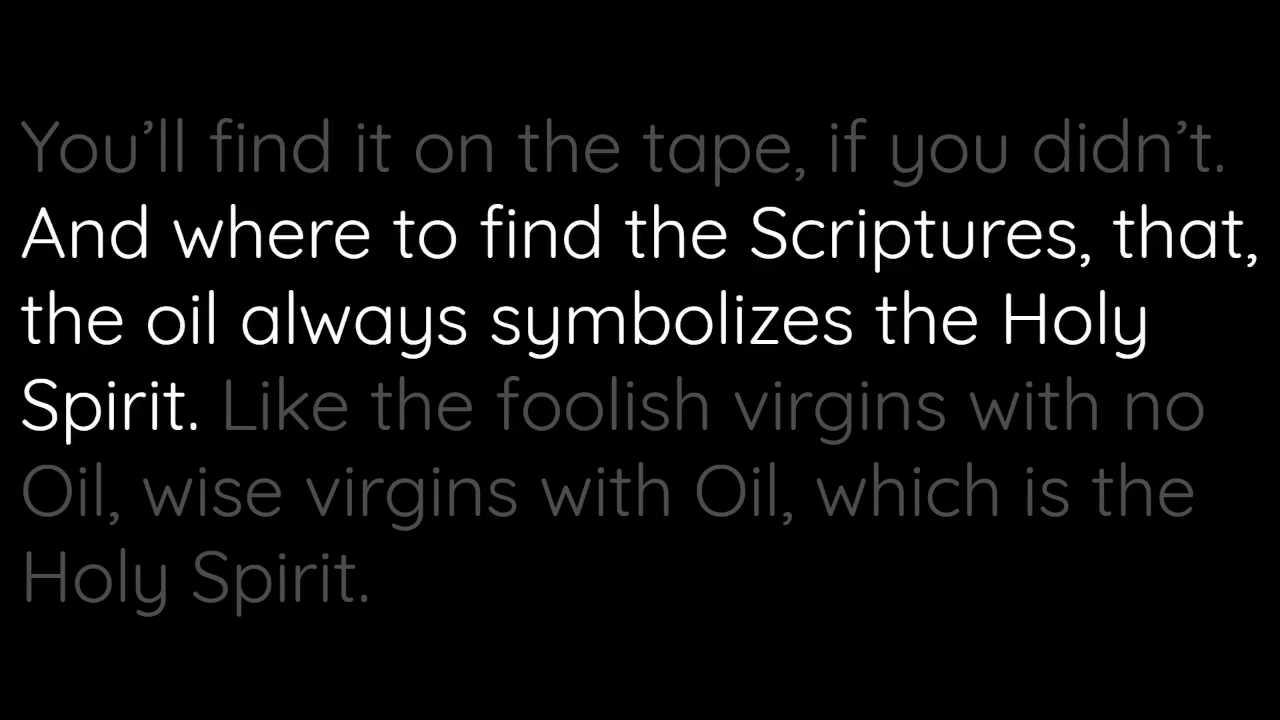 You’ll find it on the tape, if you didn’t.
And where to find the Scriptures, that,
the oil always symbolizes the Holy
Spirit. Like the foolish virgins with no
Oil, wise virgins with Oil, which is the
Holy Spirit.